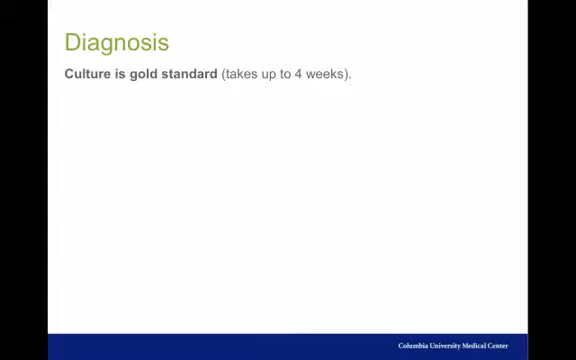 Diagnosis
Culture is gold standard (takes up to 4 weeks).
Columbia University Medical Center